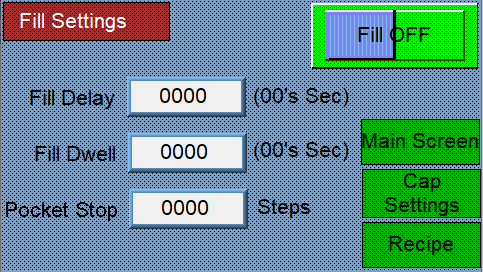 Fill Settings
Fill OFF
Fill Delay 0000 (00's Sec)
Fill Dwell 0000 (00's Sec)
Main Screen
Pocket Stop 0000 Steps
Cap
Settings
Recipe